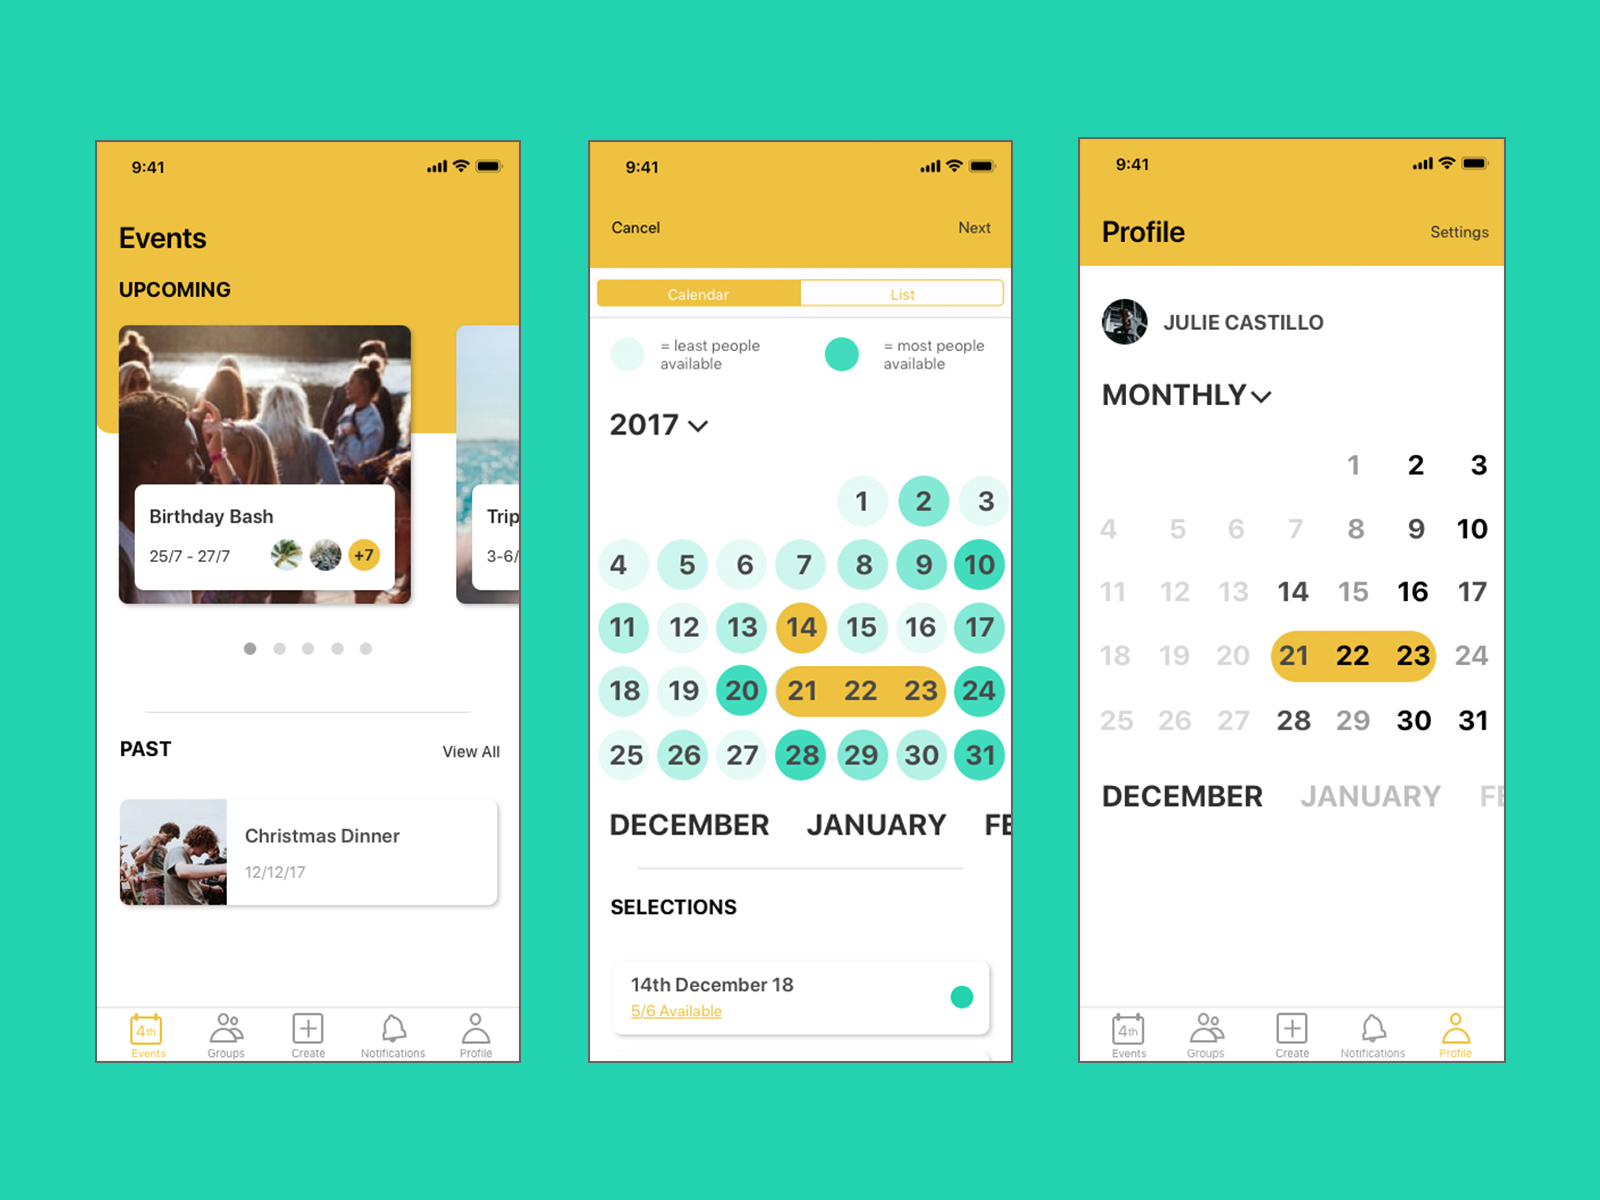 9:41
Events
UPCOMING
Birthday Bash
25/7 - 27/7
+7
Trip
3-6/
PAST
View All
Christmas Dinner
12/12/17
4th
Events
Groups
Create
Notifications
Profile
9:41
Cancel
Next
Calendar
List
= least people
available
= most people
available
2017
1 2 3
4 5 6 7 8 9 10
11 12 13 14 15 16 17
18 19 20 21 22 23 24
25 26 27 28 29 30 31
DECEMBER JANUARY FE
SELECTIONS
14th December 18
5/6 Available
9:41
Profile
Settings
JULIE CASTILLO
MONTHLY
1 2 3
4 5 6 7 8 9 10
11 12 13 14 15 16 17
18 19 20 21 22 23 24
25 26 27 28 29 30 31
DECEMBER JANUARY FE
4th
Events
Groups
Create
Notifications
Profile